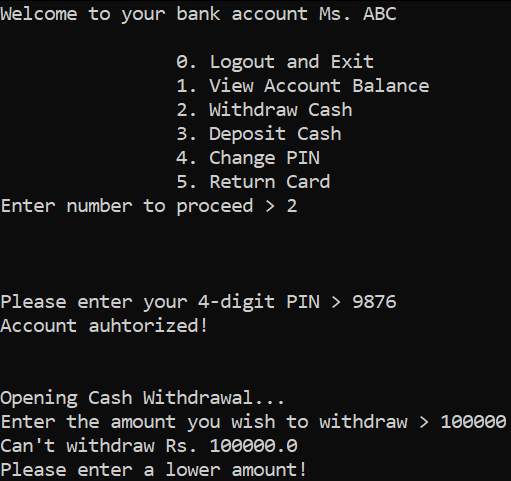 Welcome to your bank account Ms. ABC
0. Logout and Exit
1. View Account Balance
2. Withdraw Cash
3. Deposit Cash
4. Change PIN
5. Return Card
Enter number to proceed > 2
Please enter your 4-digit PIN > 9876
Account auhtorized!
Opening Cash Withdrawal...
Enter the amount you wish to withdraw > 100000
Can't withdraw Rs. 100000.0
Please enter a lower amount!